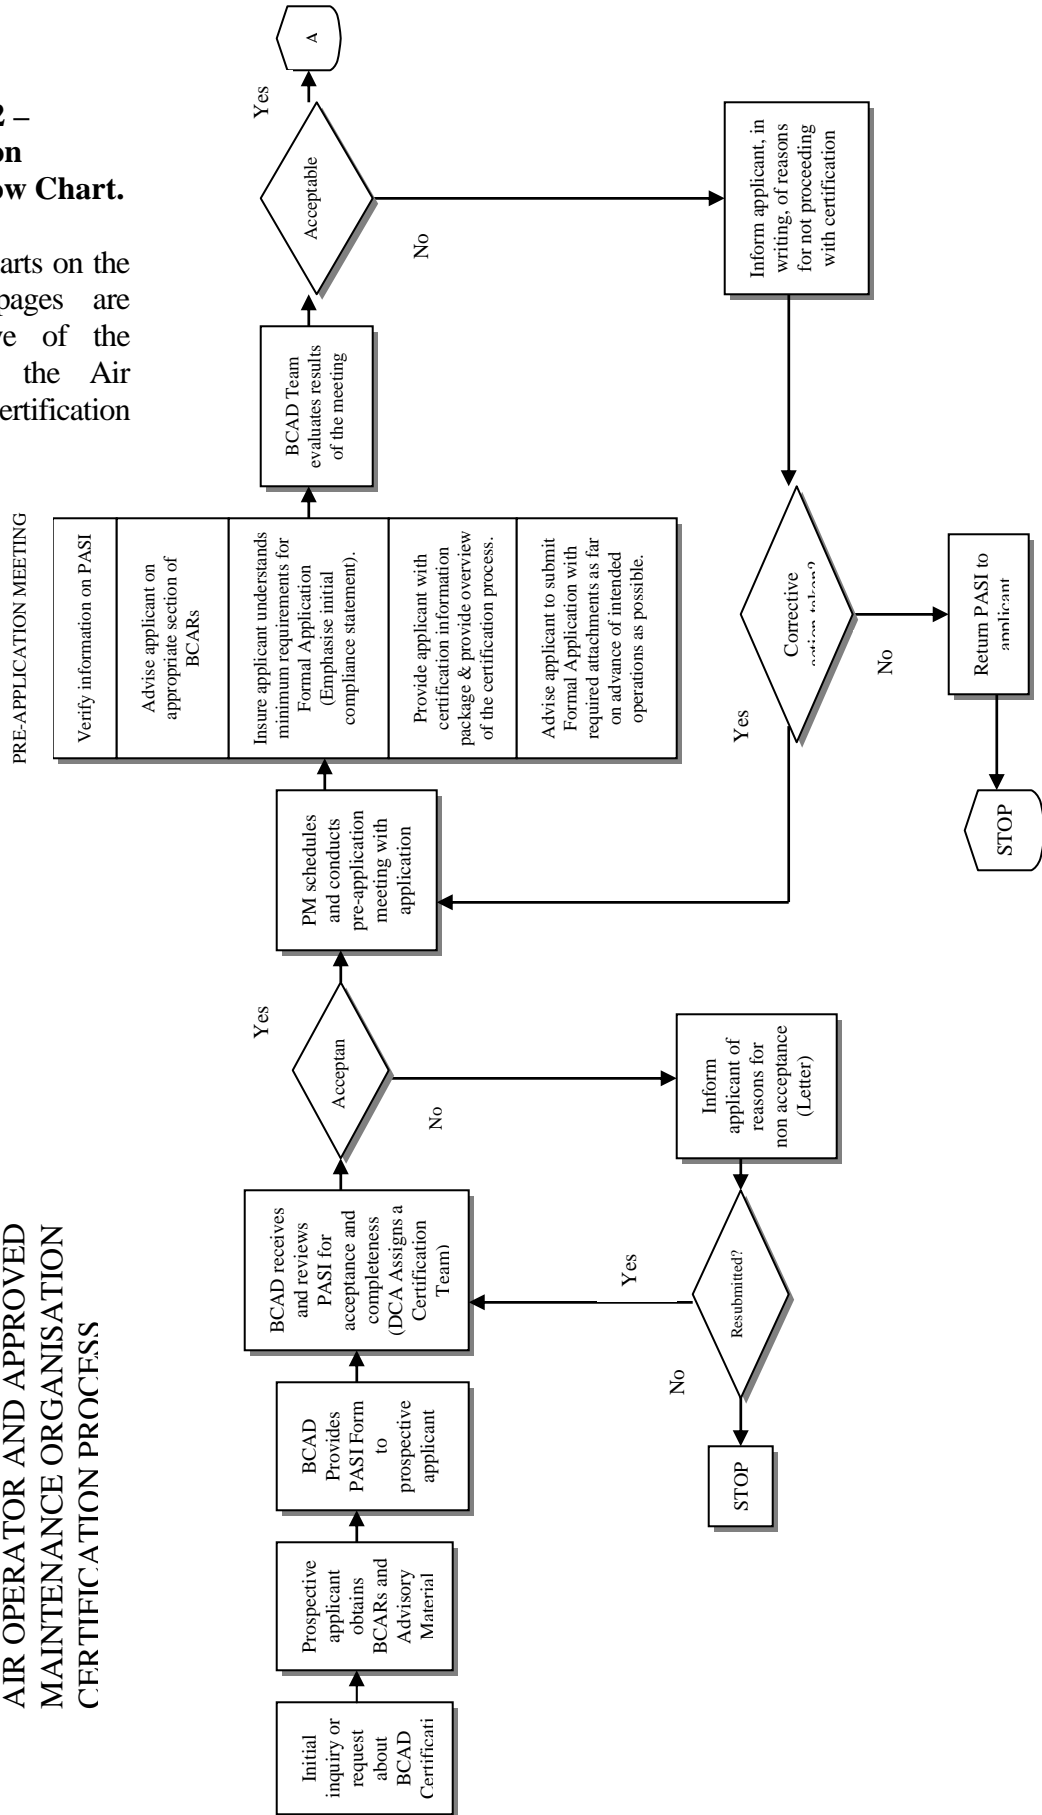 2 –
on
ow Chart.
arts on the
pages are
ve of the
the Air
ertification
AIR OPERATOR AND APPROVED
MAINTENANCE ORGANISATION
CERTIFICATION PROCESS
Initial
inquiry or
request
about
BCAD
Certificati
Prospective
applicant
obtains
BCARs and
Advisory
Material
BCAD
Provides
PASI Form
to
prospective
applicant
BCAD receives
and reviews
PASI for
acceptance and
completeness
(DCA Assigns a
Certification
Team)
Acceptan
Yes
No
Inform
applicant of
reasons for
non acceptance
(Letter)
Resubmitted?
Yes
No
STOP
PM schedules
and conducts
pre-application
meeting with
application
PRE-APPLICATION MEETING
Verify information on PASI
Advise applicant on
appropriate section of
BCARs
Insure applicant understands
minimum requirements for
Formal Application
(Emphasise initial
compliance statement).
Provide applicant with
certification information
package & provide overview
of the certification process.
Advise applicant to submit
Formal Application with
required attachments as far
on advance of intended
operations as possible.
BCAD Team
evaluates results
of the meeting
Acceptable
Yes
A
No
Inform applicant, in
writing, of reasons
for not proceeding
with certification
Corrective
action taken?
Yes
No
Return PASI to
applicant
STOP